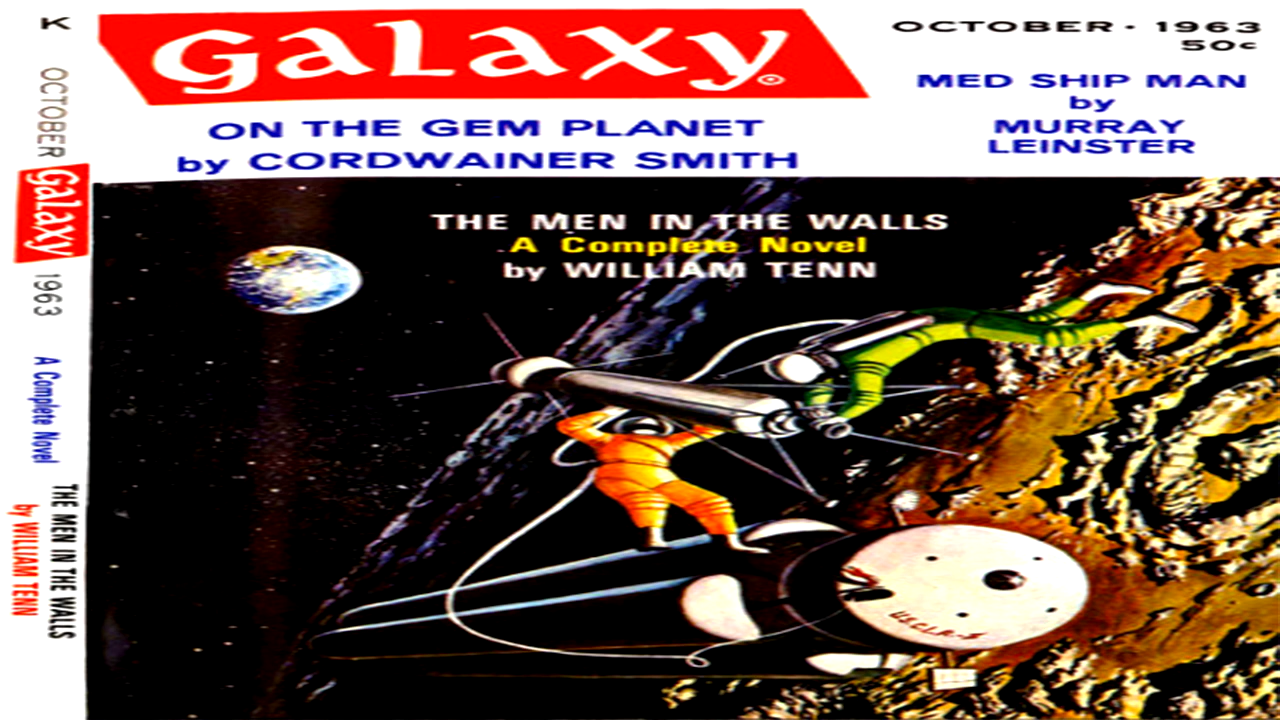 K
OCTOBER
galaxy
1963
A Complete Novel
THE MEN IN THE WALLS
by WILLIAM TENN
galaxy®
OCTOBER · 1963
50¢
MED SHIP MAN
by
MURRAY
LEINSTER
ON THE GEM PLANET
by CORDWAINER SMITH
THE MEN IN THE WALLS
A Complete Novel
by WILLIAM TENN